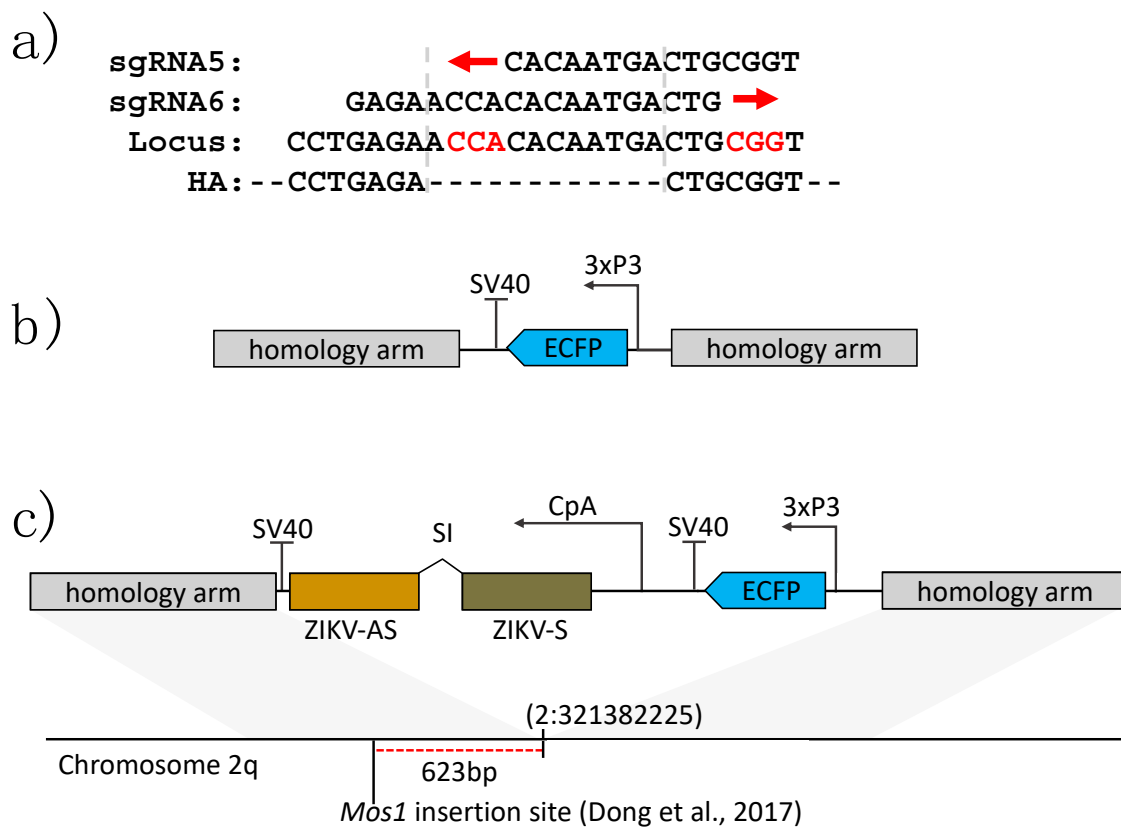 a)
sgRNA5: CACAATGACTGCGGT
sgRNA6: GAGAACCACACAATGACTG
Locus: CCTGAGAACCACACAATGACTGCGGT
HA:--CCTGAGA------------CTGCGGT--
b)
3xP3
SV40
ECFP
homology arm homology arm
c)
CpA 3xP3
SV40 SI SV40
homology arm ECFP homology arm
ZIKV-AS ZIKV-S
(2:321382225)
Chromosome 2q 623bp
Mos1 insertion site (Dong et al., 2017)